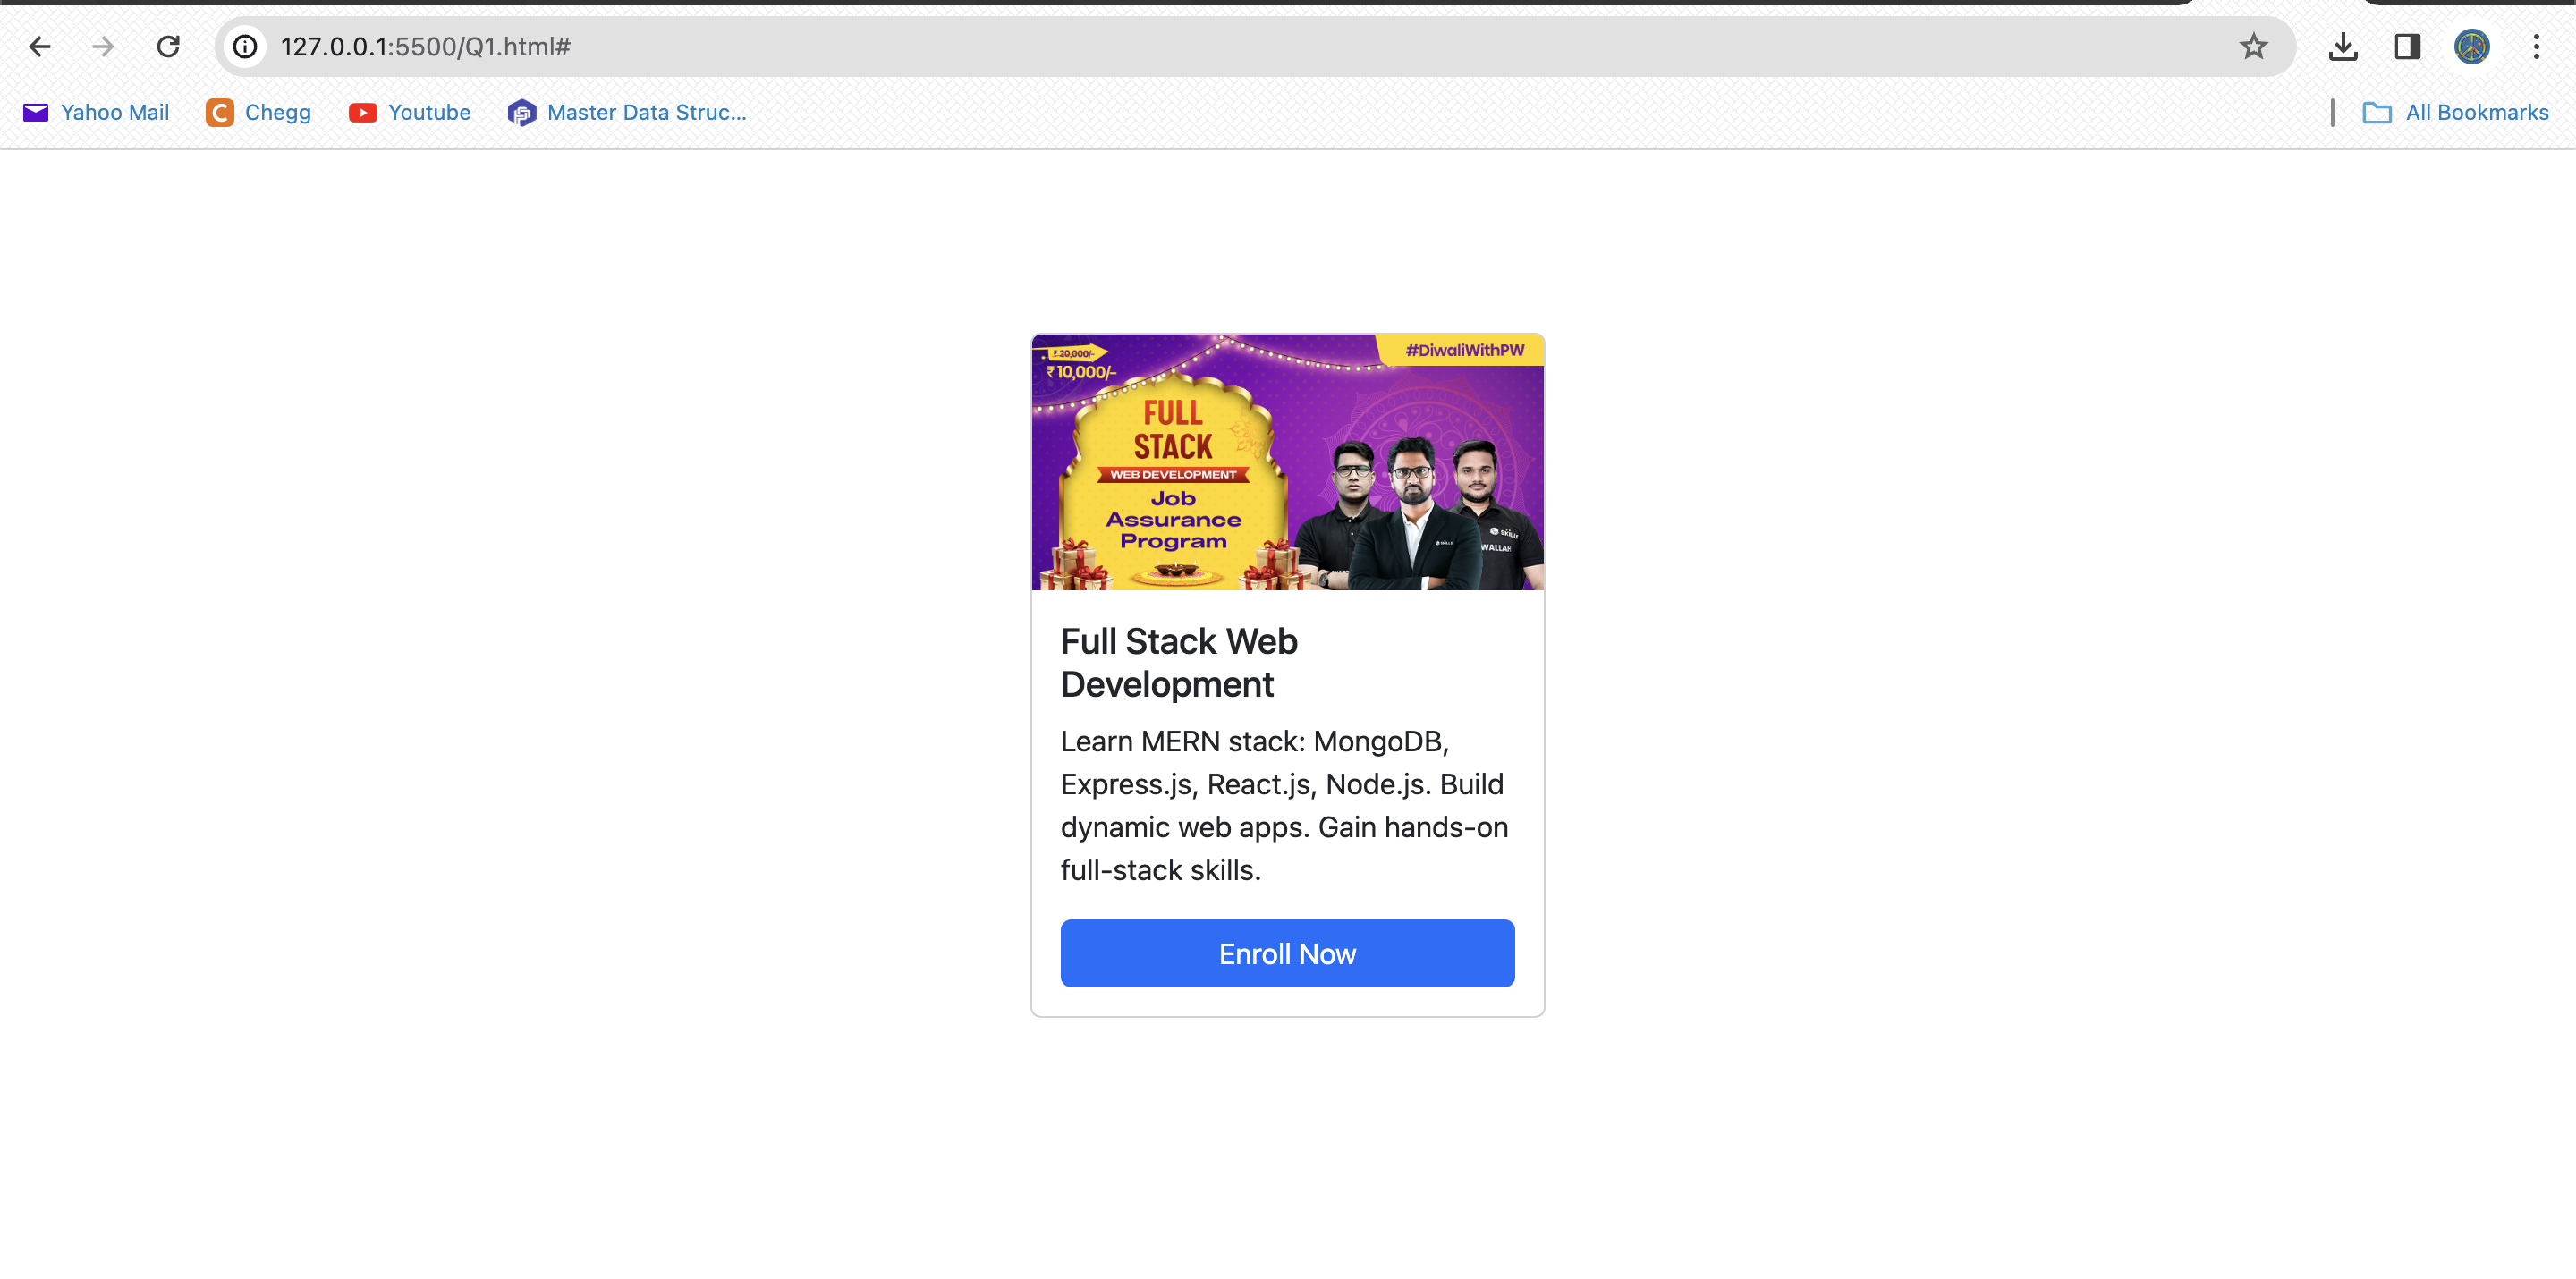 127.0.0.1:5500/Q1.html#
Yahoo Mail
Chegg
Youtube
Master Data Struc...
All Bookmarks
₹ 20,000/-
₹ 10,000/-
#DiwaliWithPW
FULL
STACK
WEB DEVELOPMENT
Job
Assurance
Program
SKILLS
SKILLS
WALLAH
Full Stack Web
Development
Learn MERN stack: MongoDB,
Express.js, React.js, Node.js. Build
dynamic web apps. Gain hands-on
full-stack skills.
Enroll Now